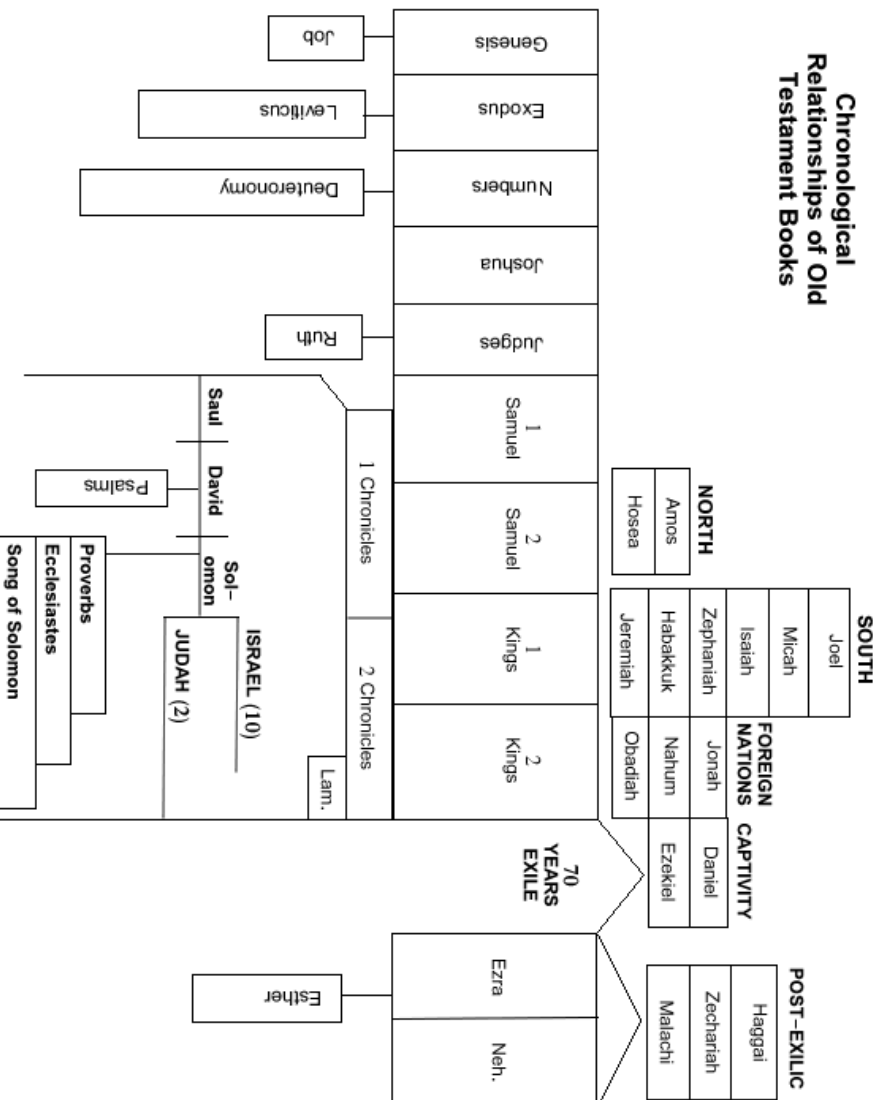 Chronological
Relationships of Old
Testament Books
NORTH
Amos
Hosea
SOUTH
Joel
Micah
Isaiah
Zephaniah
Habakkuk
Jeremiah
FOREIGN
NATIONS
Jonah
Nahum
Obadiah
CAPTIVITY
Daniel
Ezekiel
POST-EXILIC
Haggai
Zechariah
Malachi
Genesis
Exodus
Numbers
Joshua
Judges
1
Samuel
2
Samuel
1
Kings
2
Kings
70
YEARS
EXILE
Ezra
Neh.
Job
Leviticus
Deuteronomy
Ruth
1 Chronicles
2 Chronicles
Lam.
Esther
Saul
David
Sol-
omon
ISRAEL (10)
JUDAH (2)
Psalms
Proverbs
Ecclesiastes
Song of Solomon